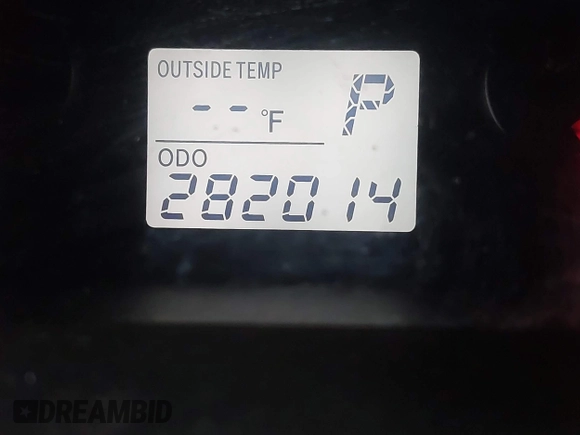 OUTSIDE TEMP
-- °F P
ODO
282014
DREAMBID